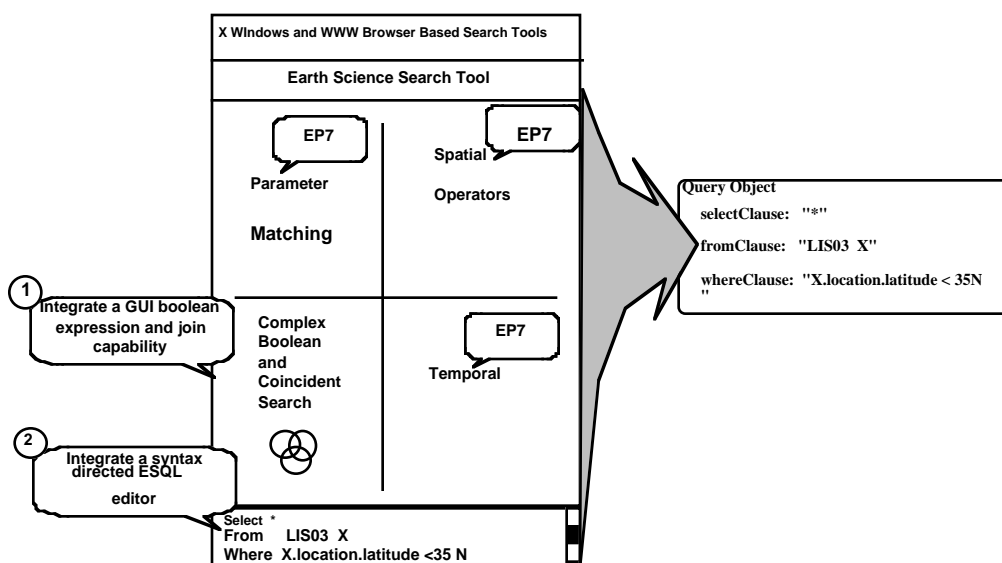 X WIndows and WWW Browser Based Search Tools
Earth Science Search Tool
EP7
Parameter
Matching
EP7
Spatial
Operators
1
Integrate a GUI boolean
expression and join
capability
Complex
Boolean
and
Coincident
Search
EP7
Temporal
2
Integrate a syntax
directed ESQL
editor
Select *
From LIS03 X
Where X.location.latitude <35 N
Query Object
selectClause: "*"
fromClause: "LIS03 X"
whereClause: "X.location.latitude < 35N
"